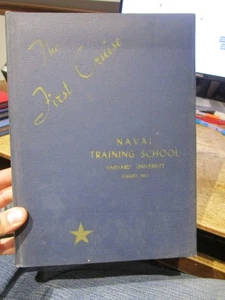 The
First Cruise
NAVAL
TRAINING SCHOOL
HARVARD UNIVERSITY